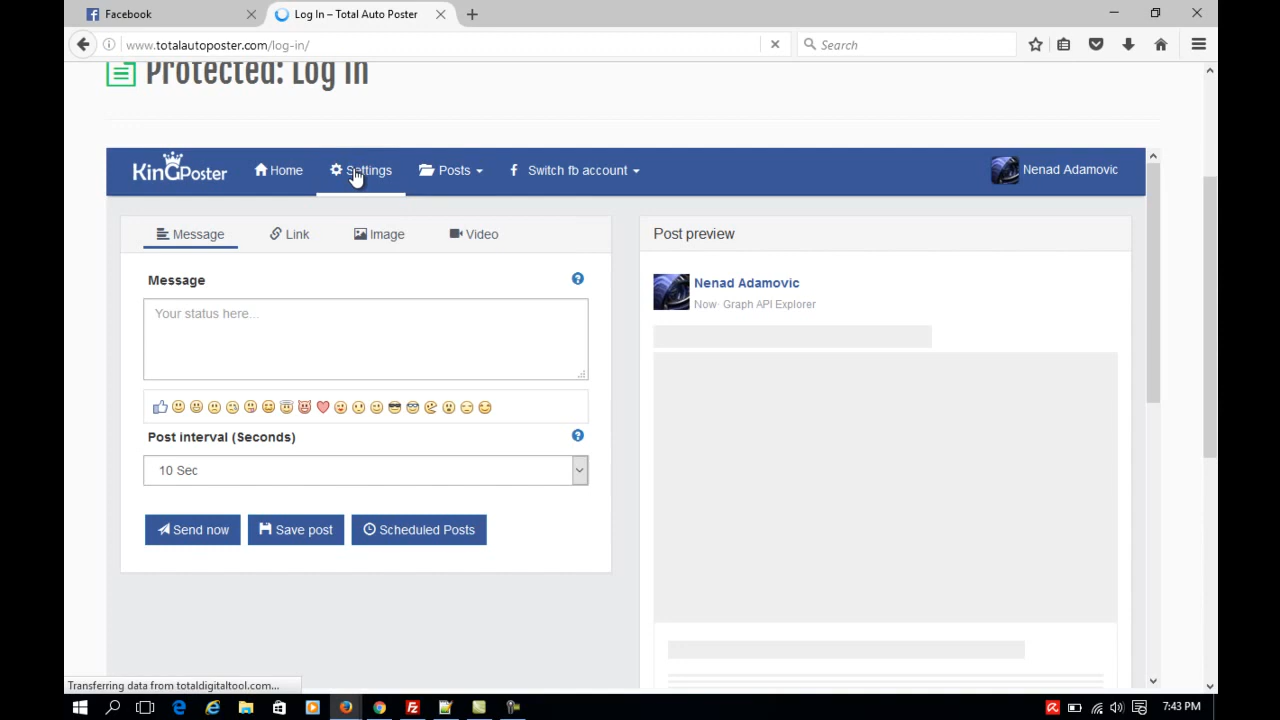 Facebook
Log In – Total Auto Poster
www.totalautoposter.com/log-in/
Search
Protected: Log In
KinGPoster
Home
Settings
Posts
Switch fb account
Nenad Adamovic
Message
Link
Image
Video
Post preview
Message
Your status here...
Nenad Adamovic
Now · Graph API Explorer
Post interval (Seconds)
10 Sec
Send now
Save post
Scheduled Posts
Transferring data from totaldigitaltool.com...
7:43 PM